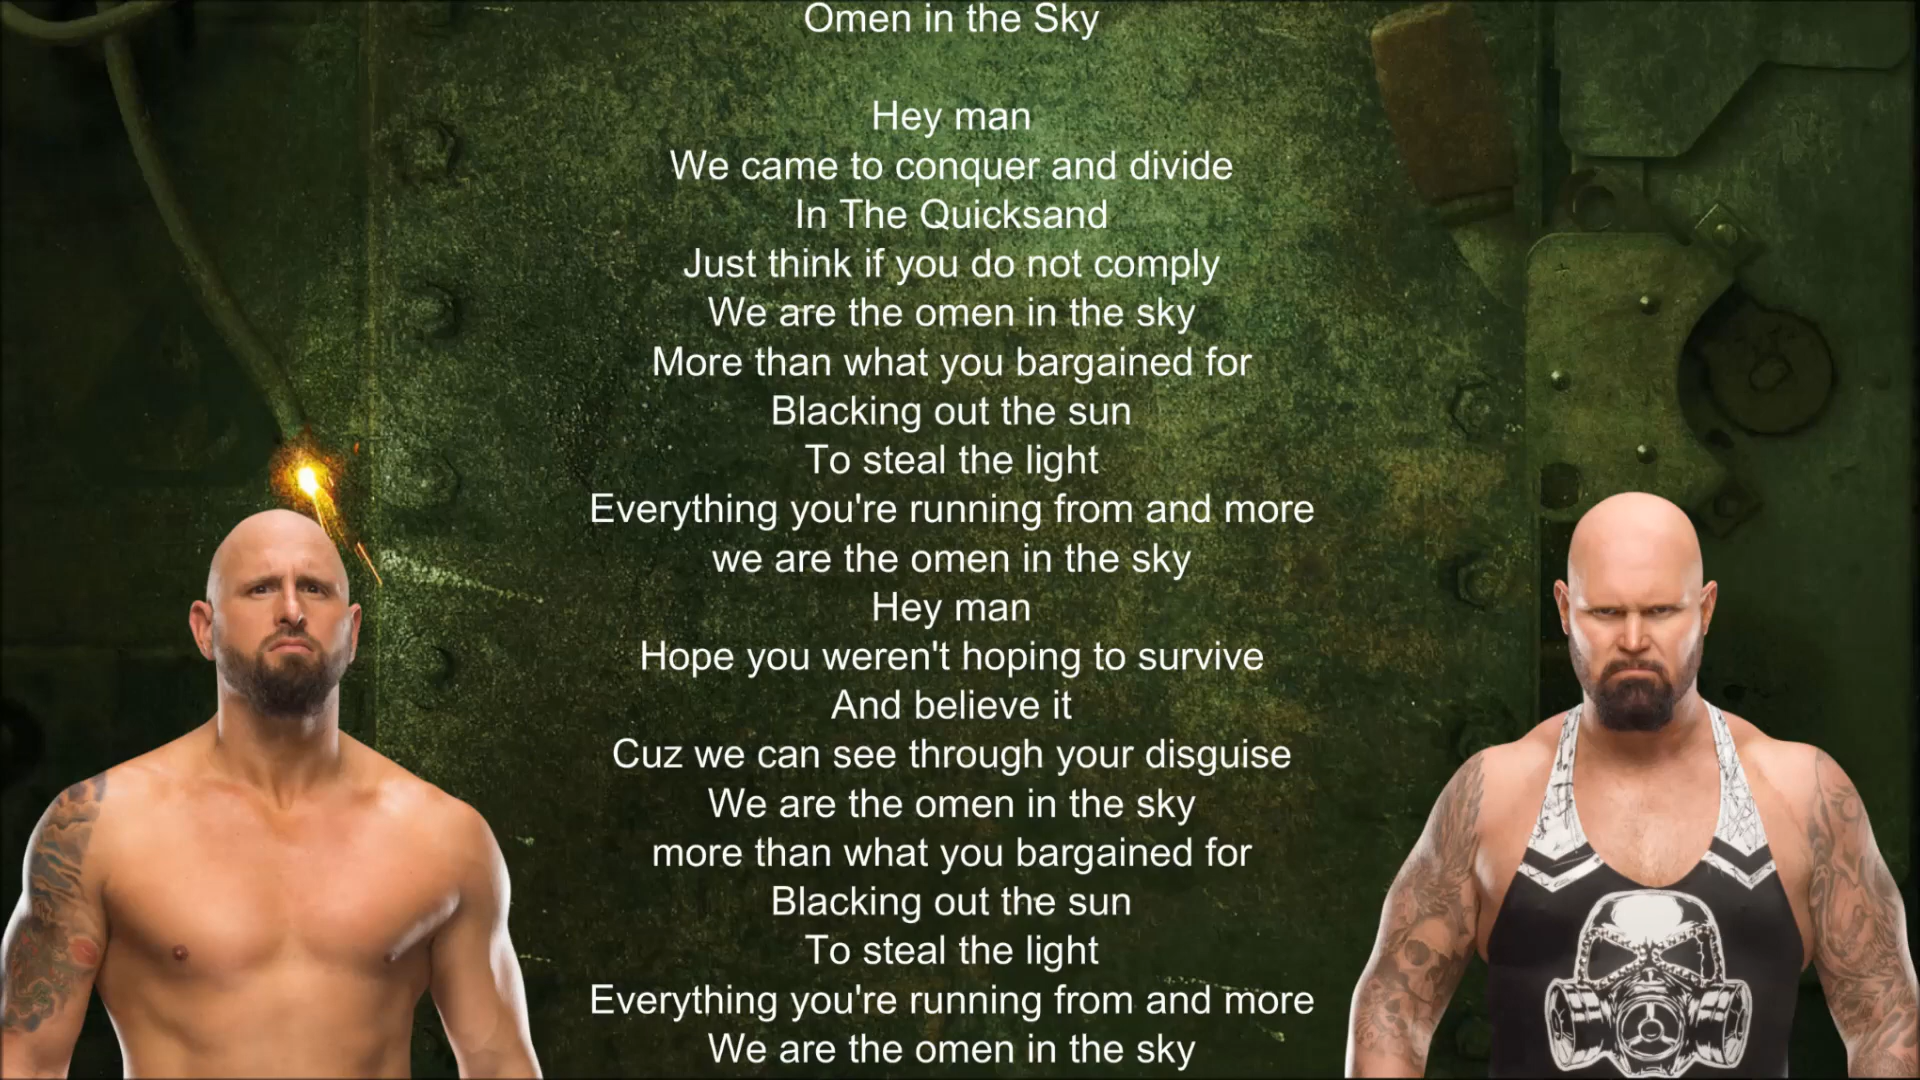 Omen in the Sky
Hey man
We came to conquer and divide
In The Quicksand
Just think if you do not comply
We are the omen in the sky
More than what you bargained for
Blacking out the sun
To steal the light
Everything you're running from and more
we are the omen in the sky
Hey man
Hope you weren't hoping to survive
And believe it
Cuz we can see through your disguise
We are the omen in the sky
more than what you bargained for
Blacking out the sun
To steal the light
Everything you're running from and more
We are the omen in the sky